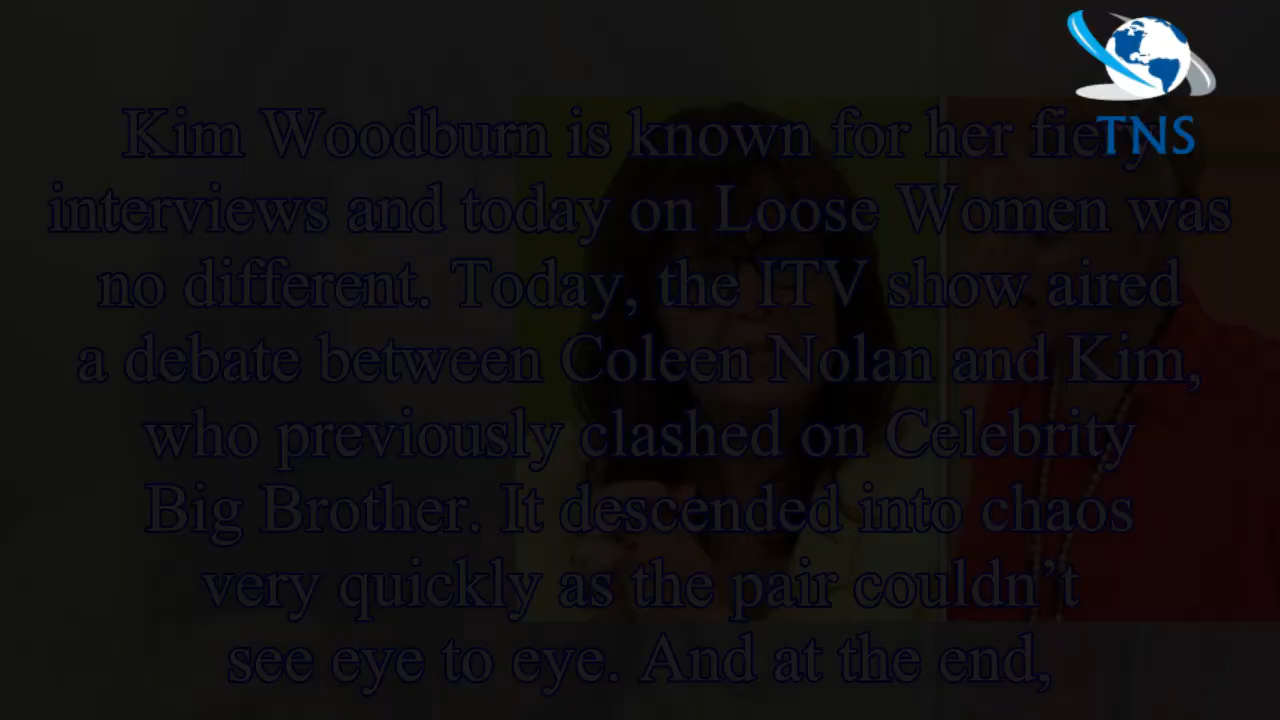 TNS
Kim Woodburn is known for her fiery
interviews and today on Loose Women was
no different. Today, the ITV show aired
a debate between Coleen Nolan and Kim,
who previously clashed on Celebrity
Big Brother. It descended into chaos
very quickly as the pair couldn”t
see eye to eye. And at the end,